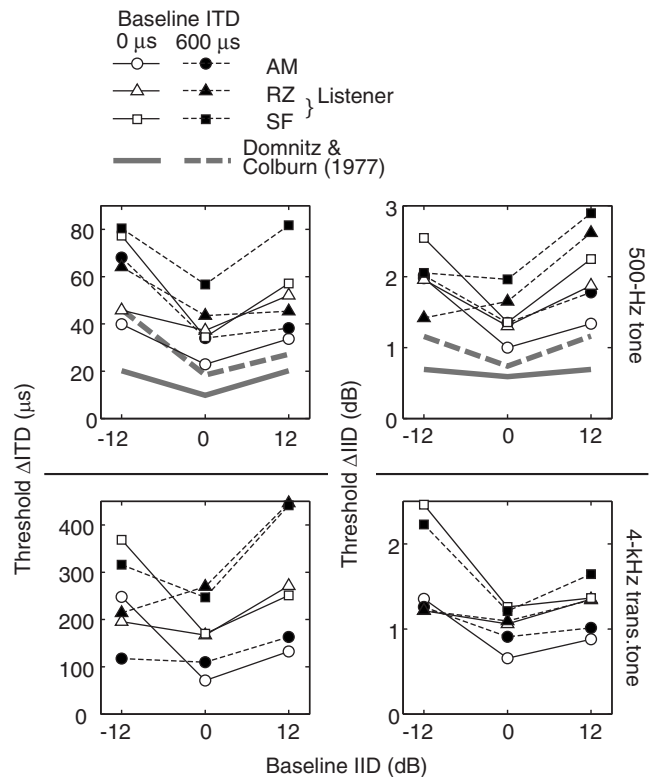 Baseline ITD
0 μs 600 μs
AM
RZ
SF
} Listener
Domnitz &
Colburn (1977)
80
60
40
20
0
-12 0 12
Threshold ΔITD (μs)
3
2
1
0
-12 0 12
Threshold ΔIID (dB)
500-Hz tone
400
300
200
100
0
-12 0 12
2
1
0
-12 0 12
4-kHz trans.tone
Baseline IID (dB)